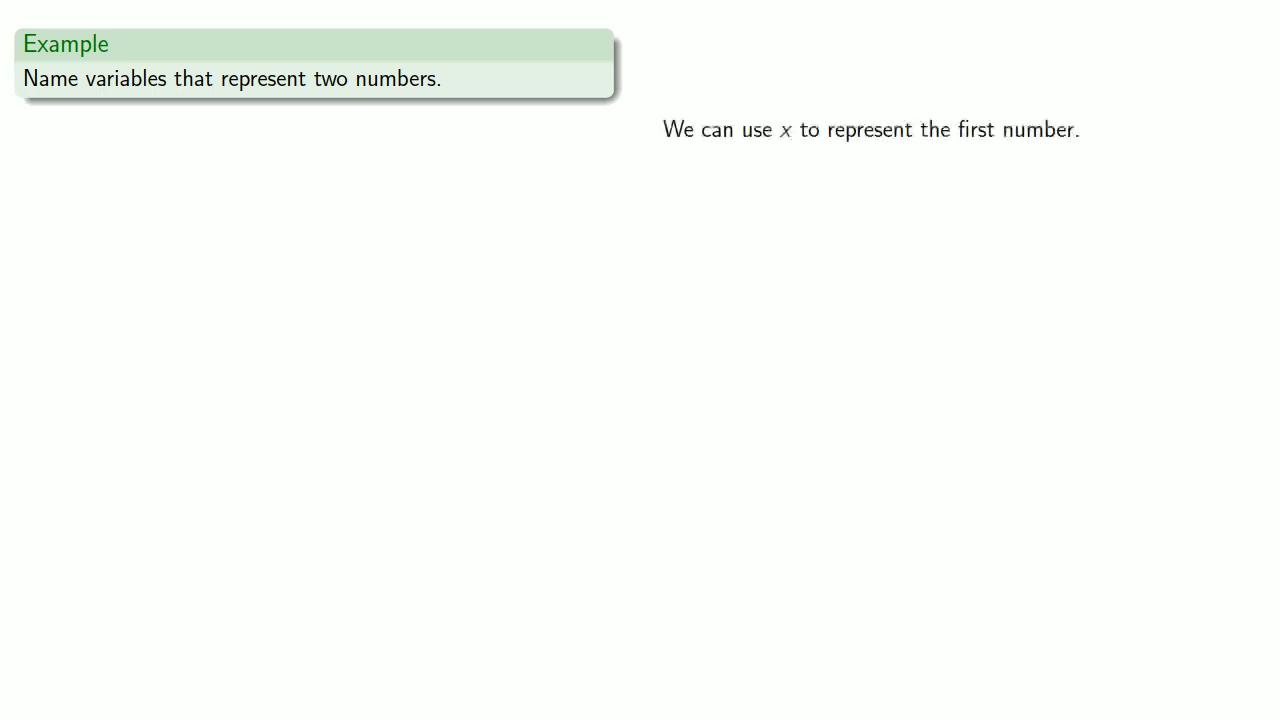 Example
Name variables that represent two numbers.
We can use x to represent the first number.